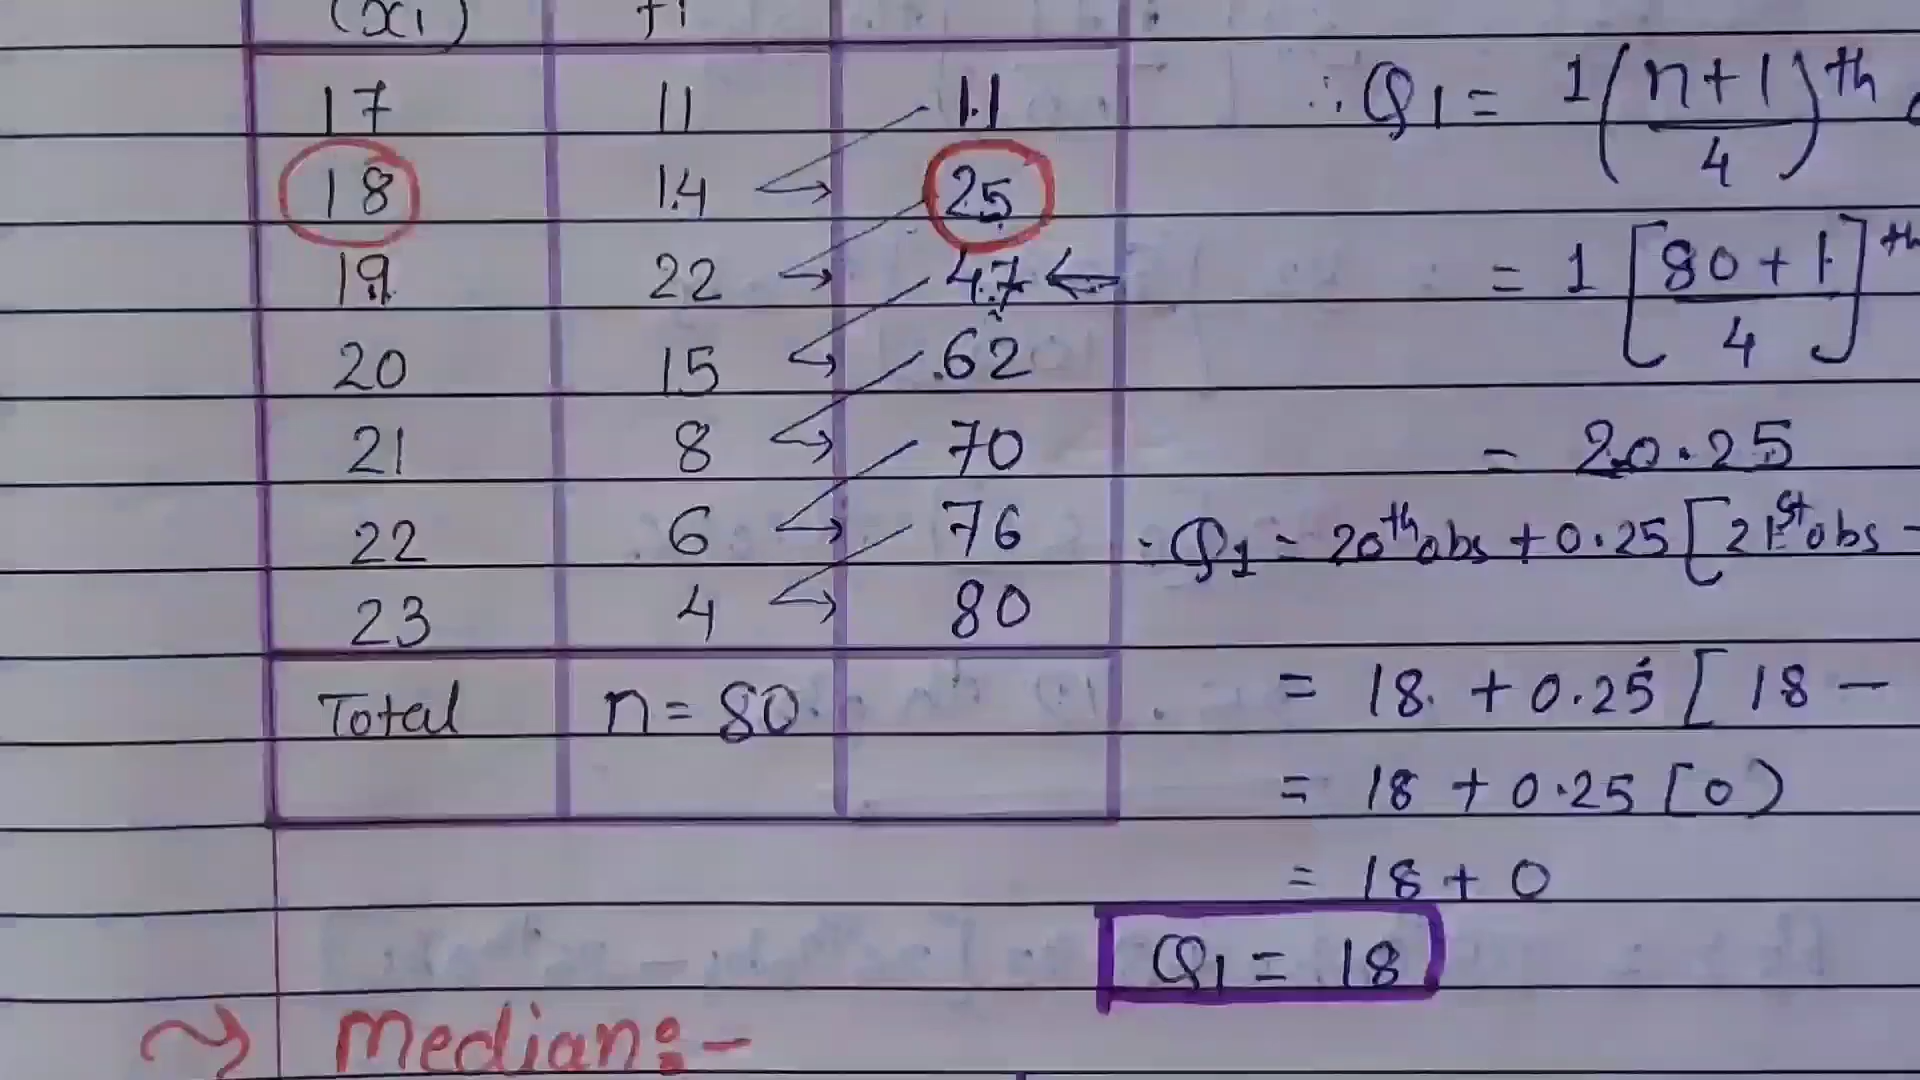 (xi) fi
17 11 11
18 14 25
19 22 47 ←
20 15 62
21 8 70
22 6 76
23 4 80
Total n = 80
∴ Q1 = 1(n+1/4)th
= 1[80+1/4]th
= 20.25
∴ Q1 = 20th obs + 0.25 [21st obs -
= 18 + 0.25 [18 -
= 18 + 0.25 [0)
= 18 + 0
Q1 = 18
Median:-